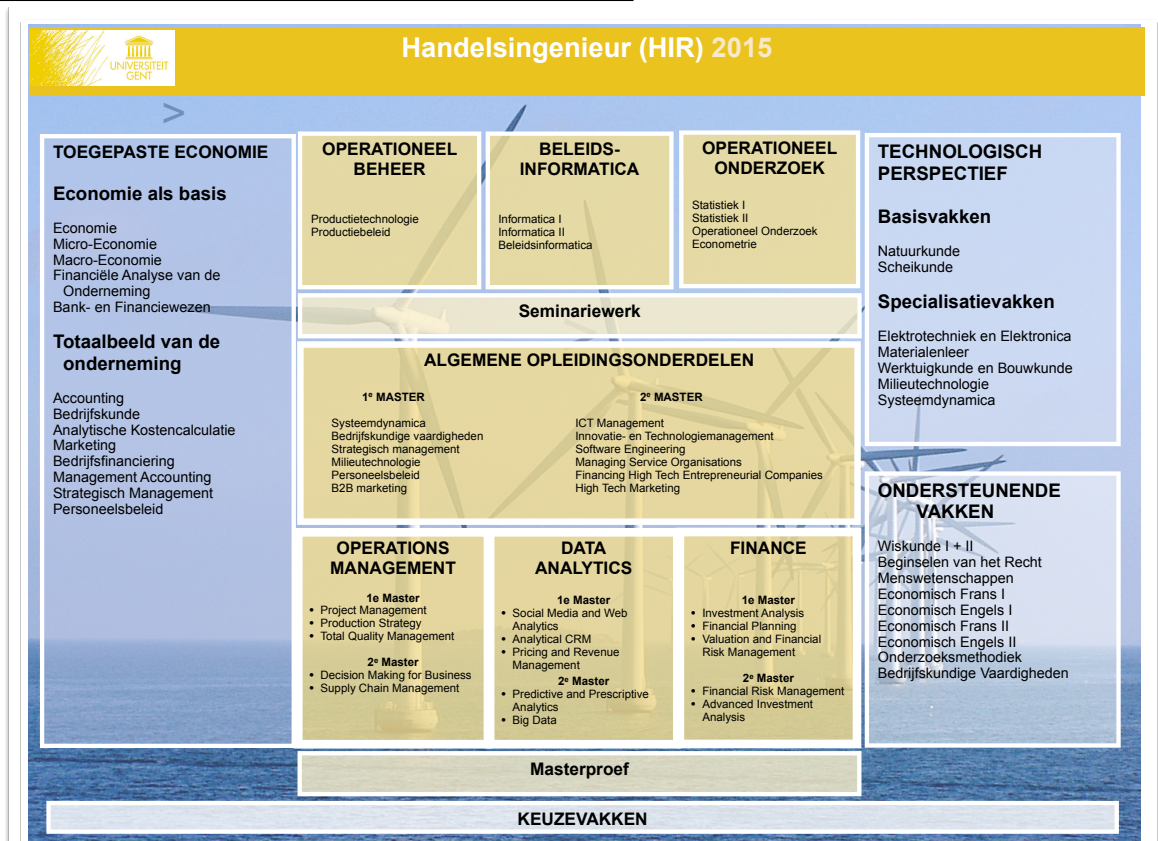 Handelsingenieur (HIR) 2015
UNIVERSITEIT
GENT
>
TOEGEPASTE ECONOMIE
Economie als basis
Economie
Micro-Economie
Macro-Economie
Financiële Analyse van de
Onderneming
Bank- en Financiewezen
Totaalbeeld van de
onderneming
Accounting
Bedrijfskunde
Analytische Kostencalculatie
Marketing
Bedrijfsfinanciering
Management Accounting
Strategisch Management
Personeelsbeleid
OPERATIONEEL
BEHEER
Productietechnologie
Productiebeleid
BELEIDS-
INFORMATICA
Informatica I
Informatica II
Beleidsinformatica
OPERATIONEEL
ONDERZOEK
Statistiek I
Statistiek II
Operationeel Onderzoek
Econometrie
Seminariewerk
ALGEMENE OPLEIDINGSONDERDELEN
1e MASTER
Systeemdynamica
Bedrijfskundige vaardigheden
Strategisch management
Milieutechnologie
Personeelsbeleid
B2B marketing
2e MASTER
ICT Management
Innovatie- en Technologiemanagement
Software Engineering
Managing Service Organisations
Financing High Tech Entrepreneurial Companies
High Tech Marketing
OPERATIONS
MANAGEMENT
1e Master
• Project Management
• Production Strategy
• Total Quality Management
2e Master
• Decision Making for Business
• Supply Chain Management
DATA
ANALYTICS
1e Master
• Social Media and Web
Analytics
• Analytical CRM
• Pricing and Revenue
Management
2e Master
• Predictive and Prescriptive
Analytics
• Big Data
FINANCE
1e Master
• Investment Analysis
• Financial Planning
• Valuation and Financial
Risk Management
2e Master
• Financial Risk Management
• Advanced Investment
Analysis
TECHNOLOGISCH
PERSPECTIEF
Basisvakken
Natuurkunde
Scheikunde
Specialisatievakken
Elektrotechniek en Elektronica
Materialenleer
Werktuigkunde en Bouwkunde
Milieutechnologie
Systeemdynamica
ONDERSTEUNENDE
VAKKEN
Wiskunde I + II
Beginselen van het Recht
Menswetenschappen
Economisch Frans I
Economisch Engels I
Economisch Frans II
Economisch Engels II
Onderzoeksmethodiek
Bedrijfskundige Vaardigheden
Masterproef
KEUZEVAKKEN